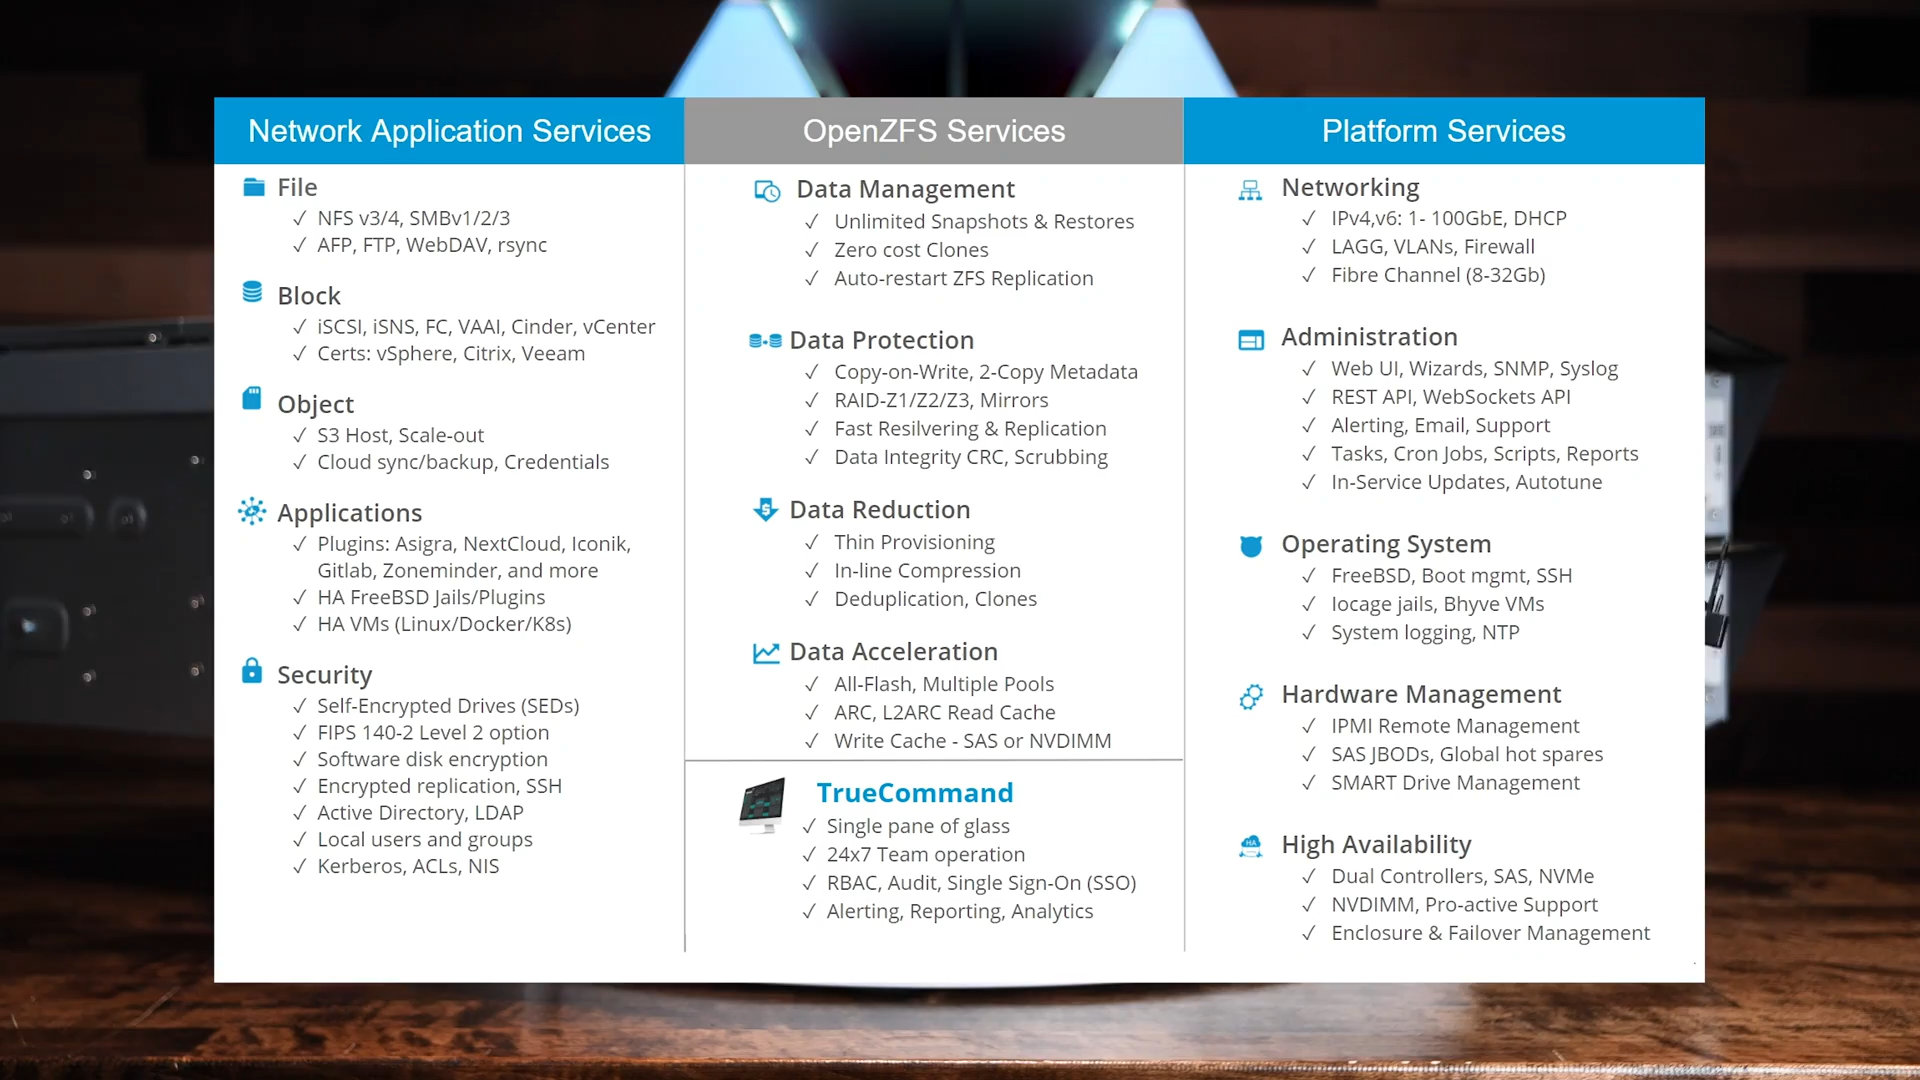 Network Application Services
File
✓ NFS v3/4, SMBv1/2/3
✓ AFP, FTP, WebDAV, rsync
Block
✓ iSCSI, iSNS, FC, VAAI, Cinder, vCenter
✓ Certs: vSphere, Citrix, Veeam
Object
✓ S3 Host, Scale-out
✓ Cloud sync/backup, Credentials
Applications
✓ Plugins: Asigra, NextCloud, Iconik,
Gitlab, Zoneminder, and more
✓ HA FreeBSD Jails/Plugins
✓ HA VMs (Linux/Docker/K8s)
Security
✓ Self-Encrypted Drives (SEDs)
✓ FIPS 140-2 Level 2 option
✓ Software disk encryption
✓ Encrypted replication, SSH
✓ Active Directory, LDAP
✓ Local users and groups
✓ Kerberos, ACLs, NIS
OpenZFS Services
Data Management
✓ Unlimited Snapshots & Restores
✓ Zero cost Clones
✓ Auto-restart ZFS Replication
Data Protection
✓ Copy-on-Write, 2-Copy Metadata
✓ RAID-Z1/Z2/Z3, Mirrors
✓ Fast Resilvering & Replication
✓ Data Integrity CRC, Scrubbing
Data Reduction
✓ Thin Provisioning
✓ In-line Compression
✓ Deduplication, Clones
Data Acceleration
✓ All-Flash, Multiple Pools
✓ ARC, L2ARC Read Cache
✓ Write Cache - SAS or NVDIMM
TrueCommand
✓ Single pane of glass
✓ 24x7 Team operation
✓ RBAC, Audit, Single Sign-On (SSO)
✓ Alerting, Reporting, Analytics
Platform Services
Networking
✓ IPv4,v6: 1- 100GbE, DHCP
✓ LAGG, VLANs, Firewall
✓ Fibre Channel (8-32Gb)
Administration
✓ Web UI, Wizards, SNMP, Syslog
✓ REST API, WebSockets API
✓ Alerting, Email, Support
✓ Tasks, Cron Jobs, Scripts, Reports
✓ In-Service Updates, Autotune
Operating System
✓ FreeBSD, Boot mgmt, SSH
✓ Iocage jails, Bhyve VMs
✓ System logging, NTP
Hardware Management
✓ IPMI Remote Management
✓ SAS JBODs, Global hot spares
✓ SMART Drive Management
HA
High Availability
✓ Dual Controllers, SAS, NVMe
✓ NVDIMM, Pro-active Support
✓ Enclosure & Failover Management